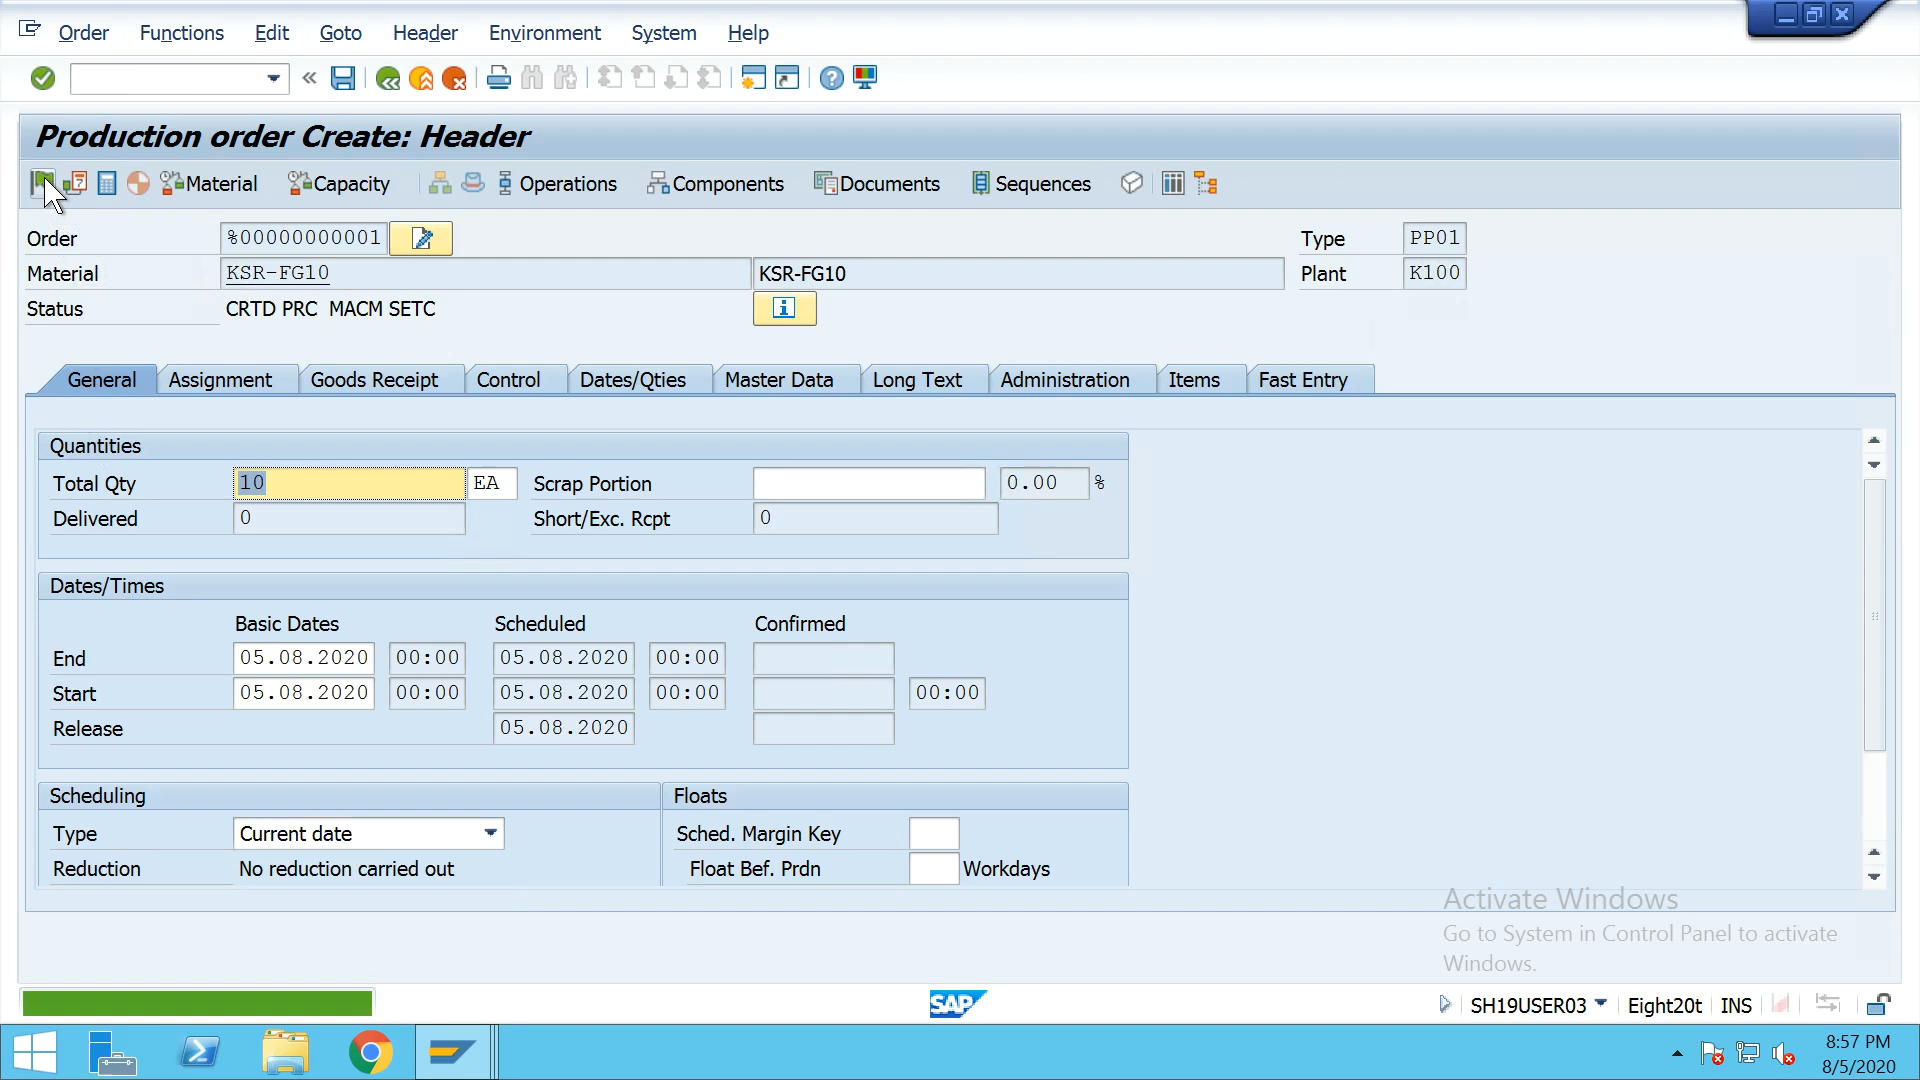 Order Functions Edit Goto Header Environment System Help
Production order Create: Header
Material Capacity Operations Components Documents Sequences
Order %00000000001 Type PP01
Material KSR-FG10 KSR-FG10 Plant K100
Status CRTD PRC MACM SETC
General Assignment Goods Receipt Control Dates/Qties Master Data Long Text Administration Items Fast Entry
Quantities
Total Qty 10 EA Scrap Portion 0.00 %
Delivered 0 Short/Exc. Rcpt 0
Dates/Times
Basic Dates Scheduled Confirmed
End 05.08.2020 00:00 05.08.2020 00:00
Start 05.08.2020 00:00 05.08.2020 00:00 00:00
Release 05.08.2020
Scheduling Floats
Type Current date Sched. Margin Key
Reduction No reduction carried out Float Bef. Prdn Workdays
Activate Windows
Go to System in Control Panel to activate
Windows.
SAP SH19USER03 Eight20t INS
8:57 PM
8/5/2020